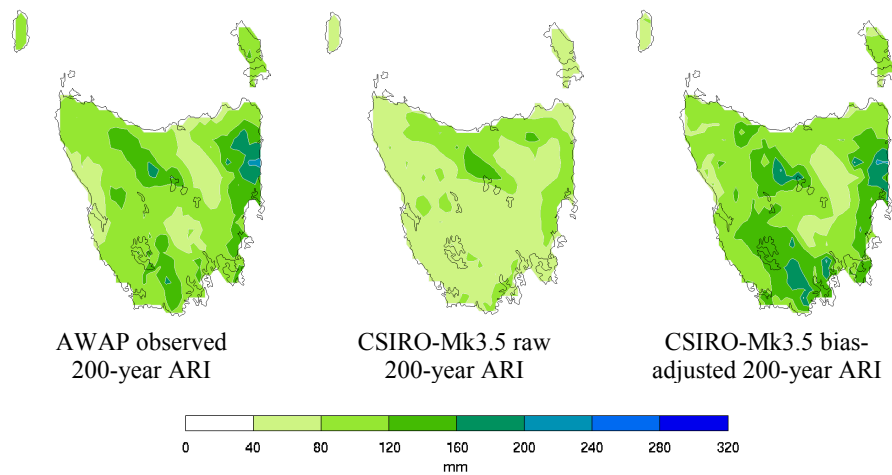 AWAP observed
200-year ARI
CSIRO-Mk3.5 raw
200-year ARI
CSIRO-Mk3.5 bias-
adjusted 200-year ARI
0 40 80 120 160 200 240 280 320
mm